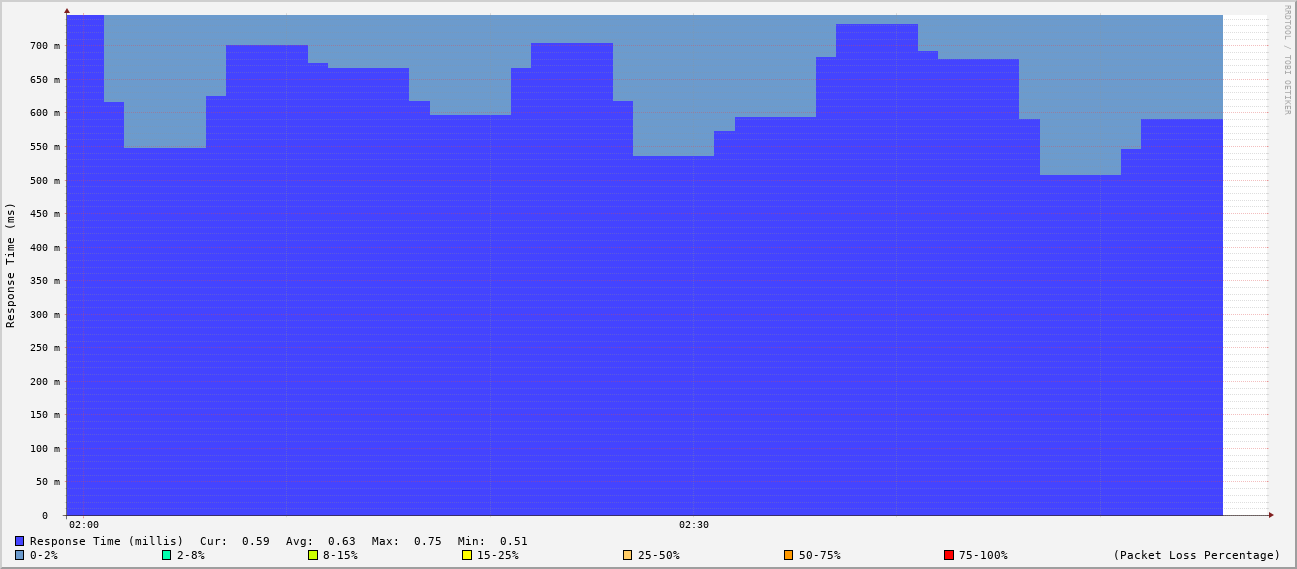 RRDTOOL / TOBI OETIKER
Response Time (ms)
700 m
650 m
600 m
550 m
500 m
450 m
400 m
350 m
300 m
250 m
200 m
150 m
100 m
50 m
0
02:00 02:30
Response Time (millis) Cur: 0.59 Avg: 0.63 Max: 0.75 Min: 0.51
0-2% 2-8% 8-15% 15-25% 25-50% 50-75% 75-100% (Packet Loss Percentage)